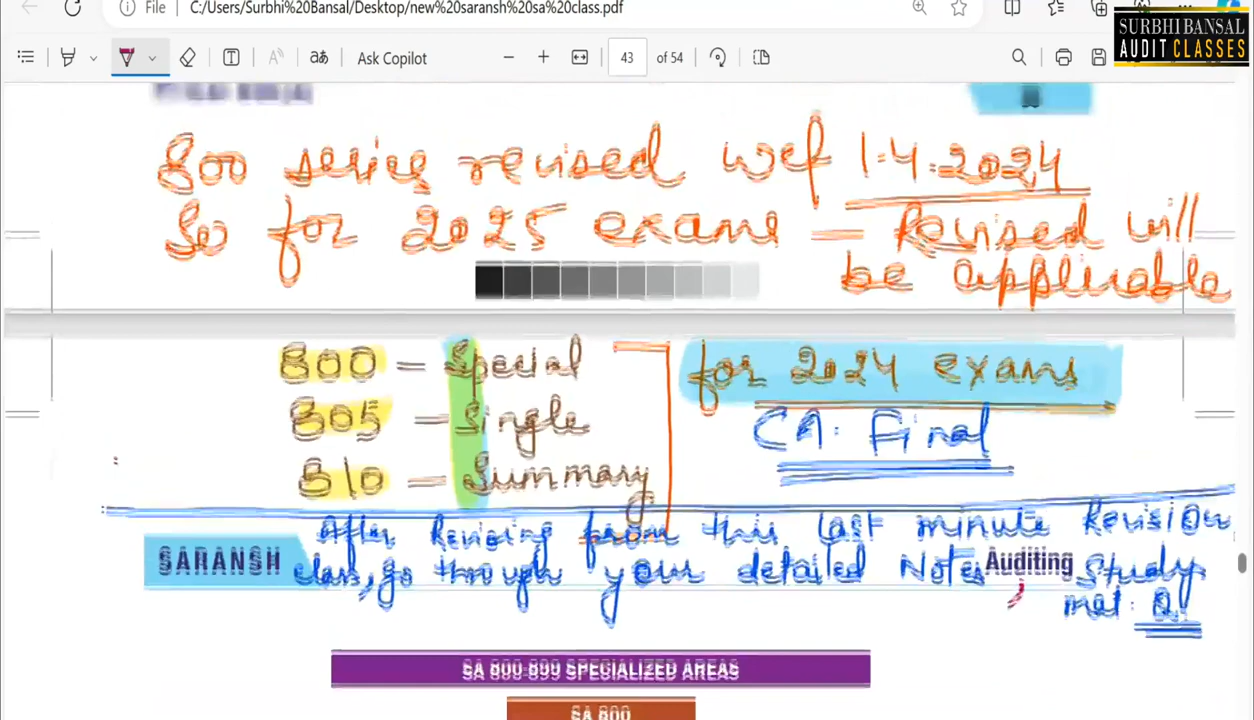 File
C:/Users/Surbhi%20Bansal/Desktop/new%20saransh%20sa%20class.pdf
SURBHI BANSAL
AUDIT CLASSES
Ask Copilot
43 of 54
800 series revised wef 1.4.2024
So for 2025 exams — Revised will
be applicable
800 = Special
for 2024 exams
805 = Single
CA. Final
810 = Summary
After Revising from this last minute Revision
class, go through your detailed Notes, Study
mat. Q.
SARANSH
Auditing
SA 800-899 SPECIALIZED AREAS
SA 800